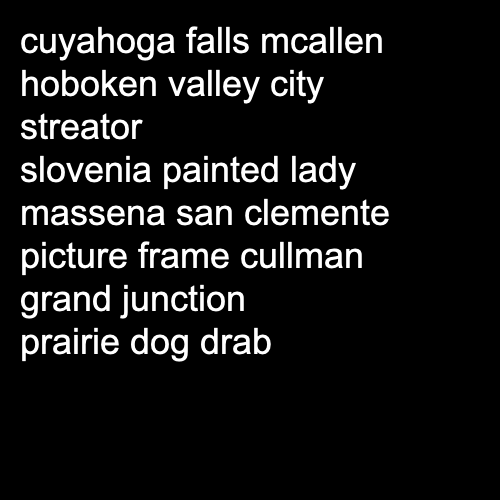 cuyahoga falls mcallen
hoboken valley city
streator
slovenia painted lady
massena san clemente
picture frame cullman
grand junction
prairie dog drab